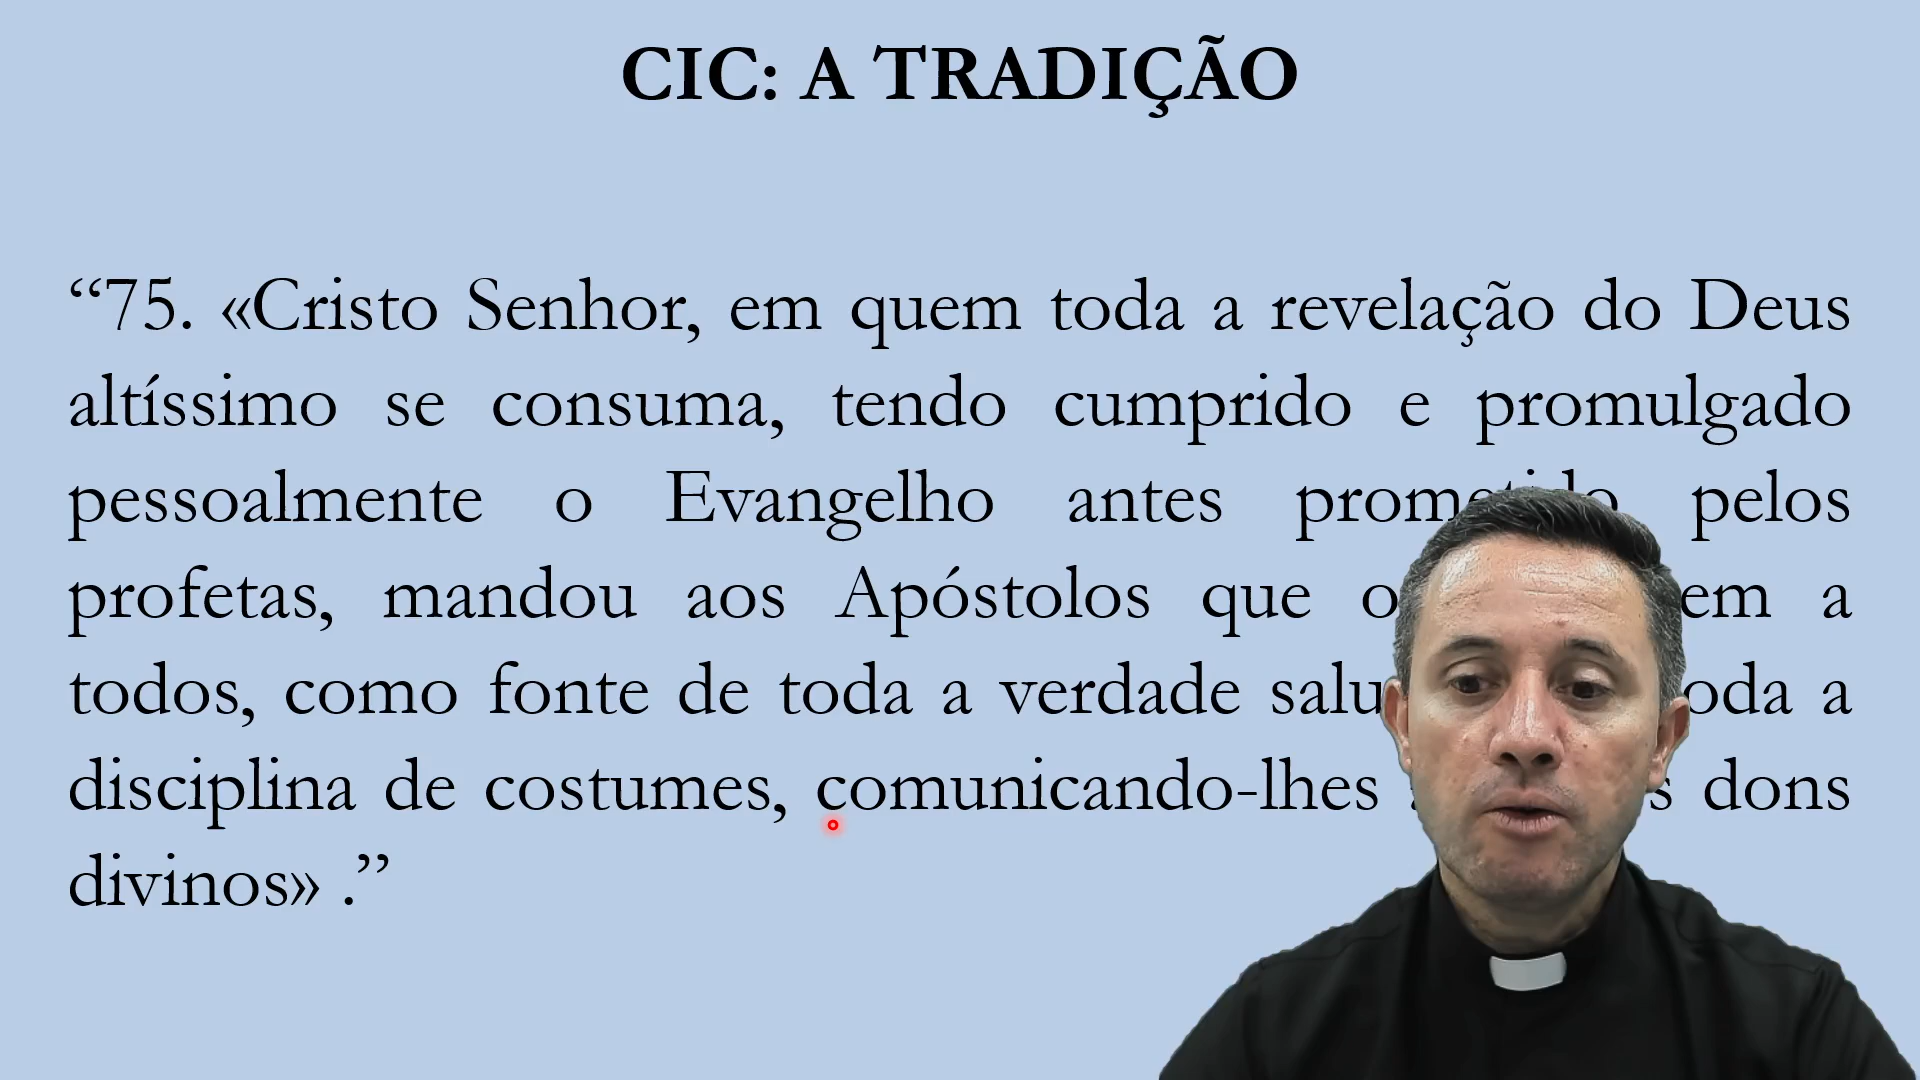 CIC: A TRADIÇÃO
“75. «Cristo Senhor, em quem toda a revelação do Deus
altíssimo se consuma, tendo cumprido e promulgado
pessoalmente o Evangelho antes prometido pelos
profetas, mandou aos Apóstolos que
a
todos, como fonte de toda a verdade
a
disciplina de costumes, comunicando-lhes
dons
divinos» .”